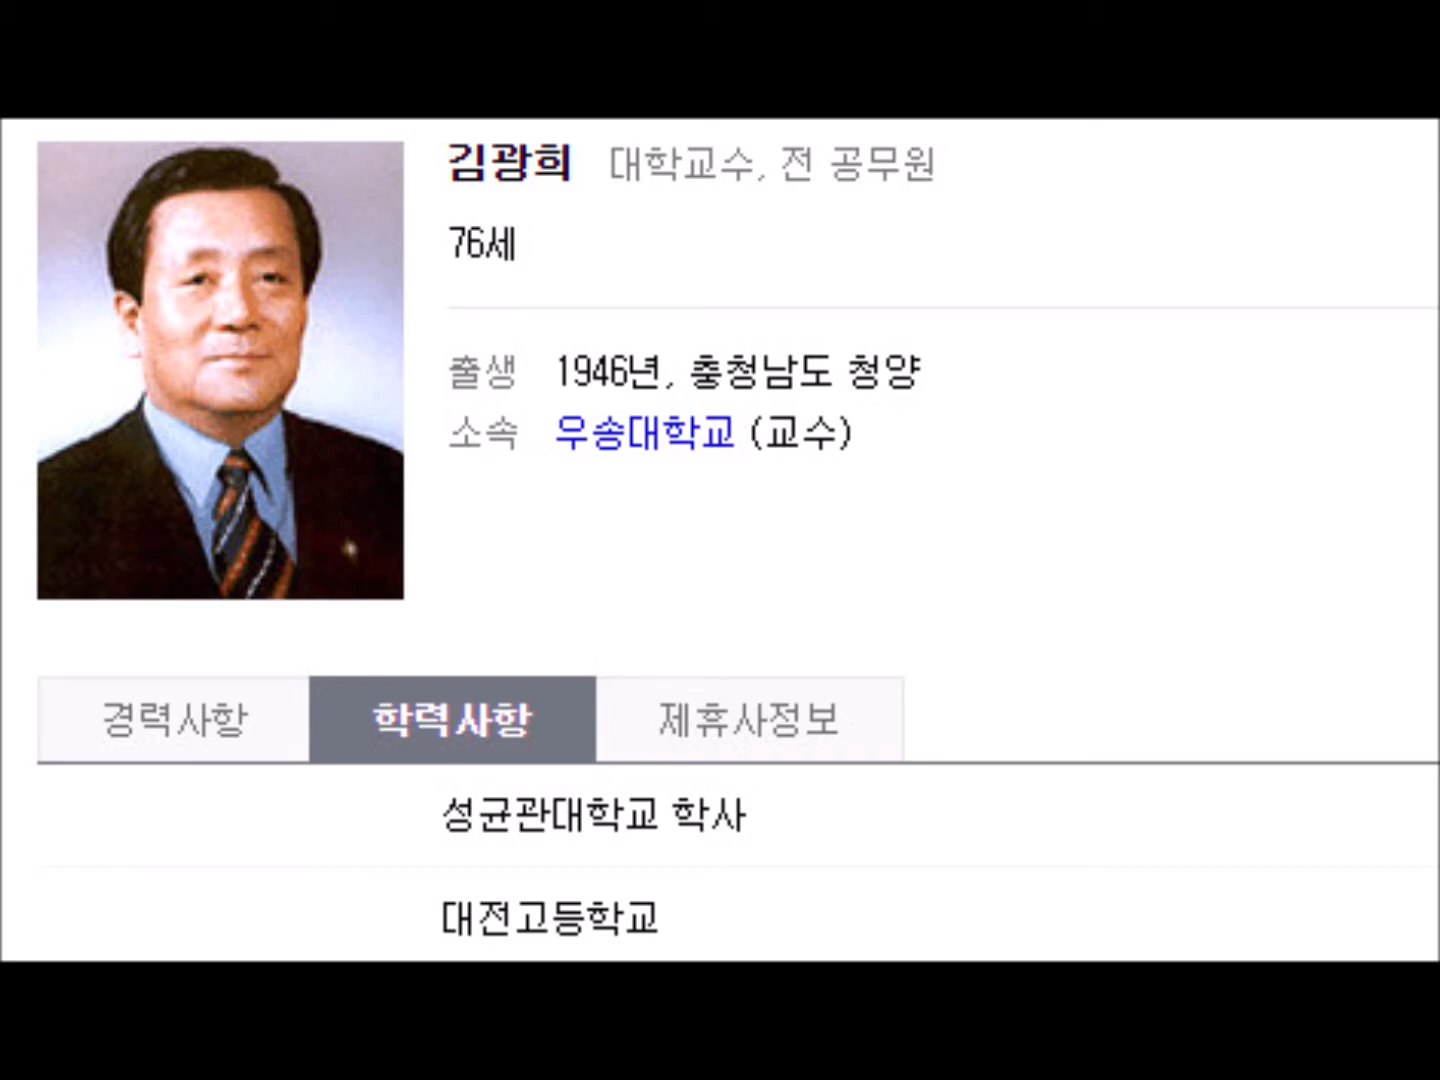 김광희 대학교수, 전 공무원
76세
출생 1946년, 충청남도 청양
소속 우송대학교 (교수)
경력사항 학력사항 제휴사정보
성균관대학교 학사
대전고등학교